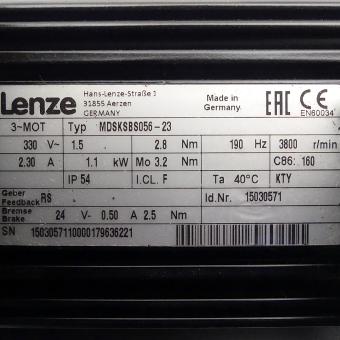 Lenze
Hans-Lenze-Straße 1
31855 Aerzen
GERMANY
Made in
Germany
EAC CE
EN60034
3~MOT Typ MDSKSBS056-23
330 V~ 1.5 2.8 Nm 190 Hz 3800 r/min
2.30 A 1.1 kW Mo 3.2 Nm C86: 160
IP 54 I.CL. F Ta 40°C KTY
Geber
Feedback RS Id.Nr. 15030571
Bremse
Brake 24 V- 0.50 A 2.5 Nm
SN 1503057110000179636221